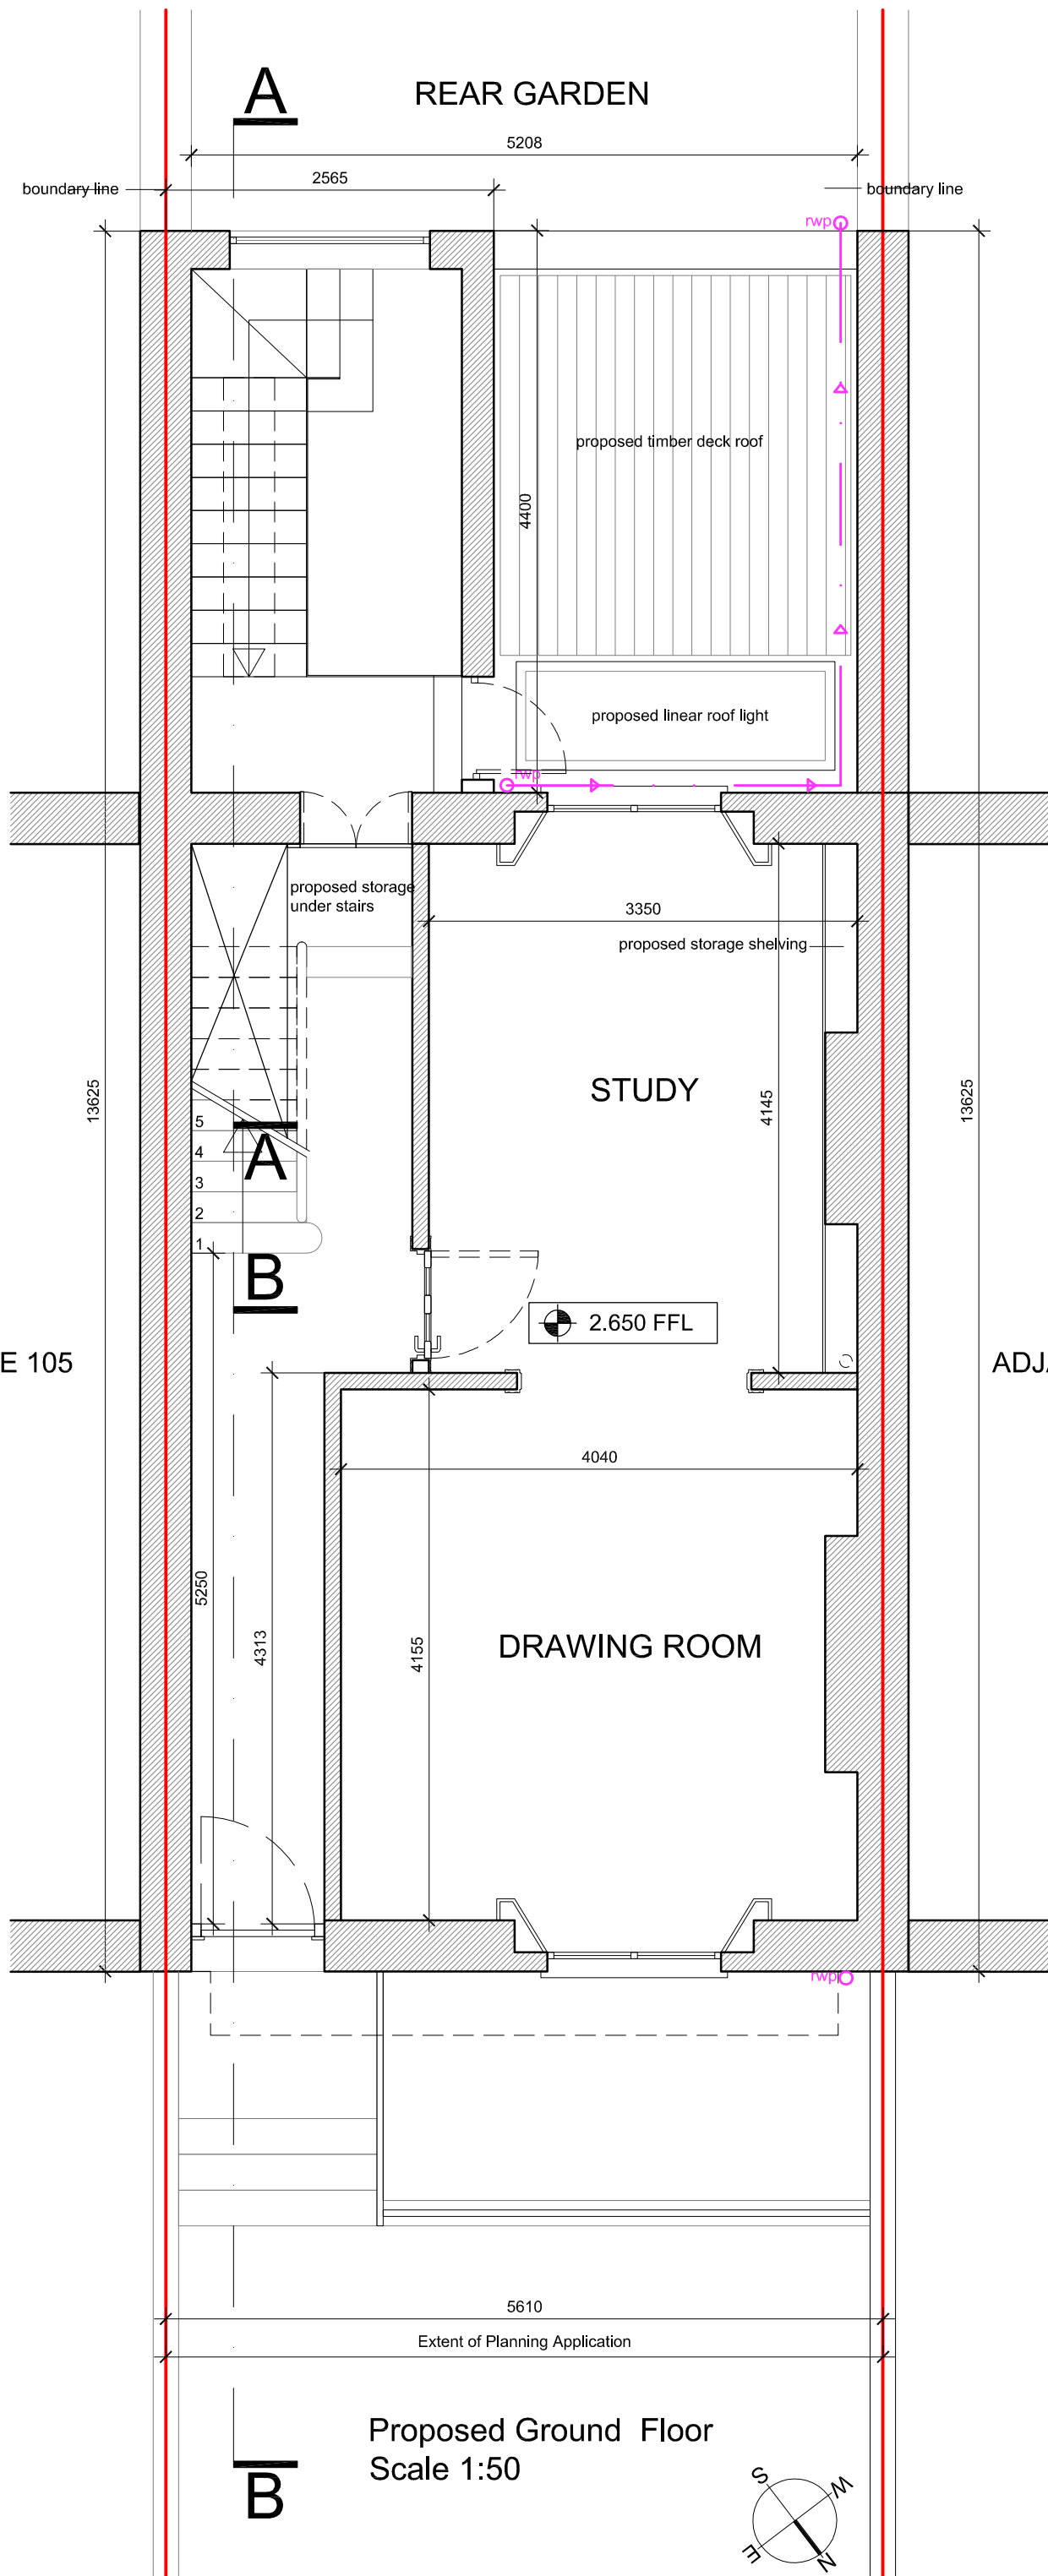 A
REAR GARDEN
5208
2565
boundary line
boundary line
rwp
proposed timber deck roof
4400
proposed linear roof light
rwp
proposed storage
under stairs
3350
proposed storage shelving
13625
STUDY
4145
13625
5
4
3
2
1
A
B
2.650 FFL
E 105
ADJA
4040
5250
4313
4155
DRAWING ROOM
rwp
5610
Extent of Planning Application
Proposed Ground Floor
Scale 1:50
B
S
W
E
N